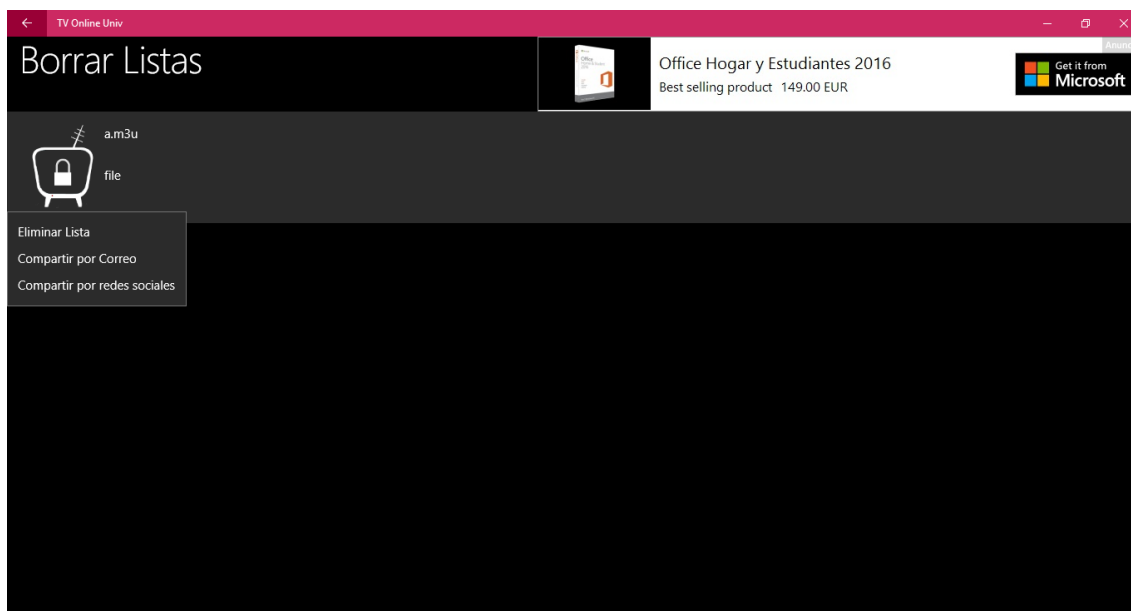 TV Online Univ
Borrar Listas
Office Hogar y Estudiantes 2016
Best selling product 149.00 EUR
Get it from
Microsoft
a.m3u
file
Eliminar Lista
Compartir por Correo
Compartir por redes sociales